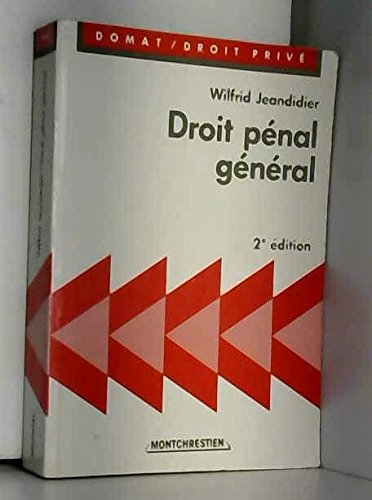 DOMAT / DROIT PRIVÉ
Wilfrid Jeandidier
Droit pénal
général
2e édition
MONTCHRESTIEN